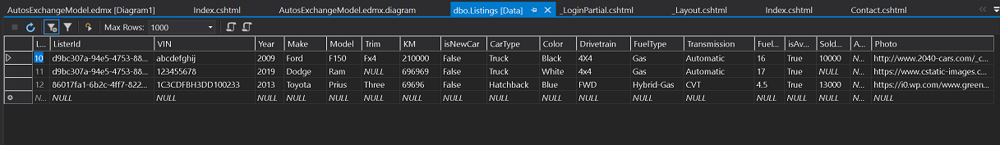 AutosExchangeModel.edmx [Diagram1] Index.cshtml AutosExchangeModel.edmx.diagram dbo.Listings [Data] _LoginPartial.cshtml _Layout.cshtml Index.cshtml Contact.cshtml
Max Rows: 1000
L... ListerId VIN Year Make Model Trim KM isNewCar CarType Color Drivetrain FuelType Transmission Fuel... isAv... Sold... A... Photo
10 d9bc307a-94e5-4753-88... abcdefghij 2009 Ford F150 Fx4 210000 False Truck Black 4X4 Gas Automatic 16 True 10000 N... http://www.2040-cars.com/_c...
11 d9bc307a-94e5-4753-88... 123455678 2019 Dodge Ram NULL 696969 False Truck White 4X4 Gas Automatic 17 True NULL N... https://www.cstatic-images.c...
12 86017fa1-6b2c-4ff7-822... 1C3CDFBH3DD100233 2013 Toyota Prius Three 69696 False Hatchback Blue FWD Hybrid-Gas CVT 4.5 True 13000 N... https://i0.wp.com/www.green...
N... NULL NULL NULL NULL NULL NULL NULL NULL NULL NULL NULL NULL NULL NULL NULL NULL N... NULL